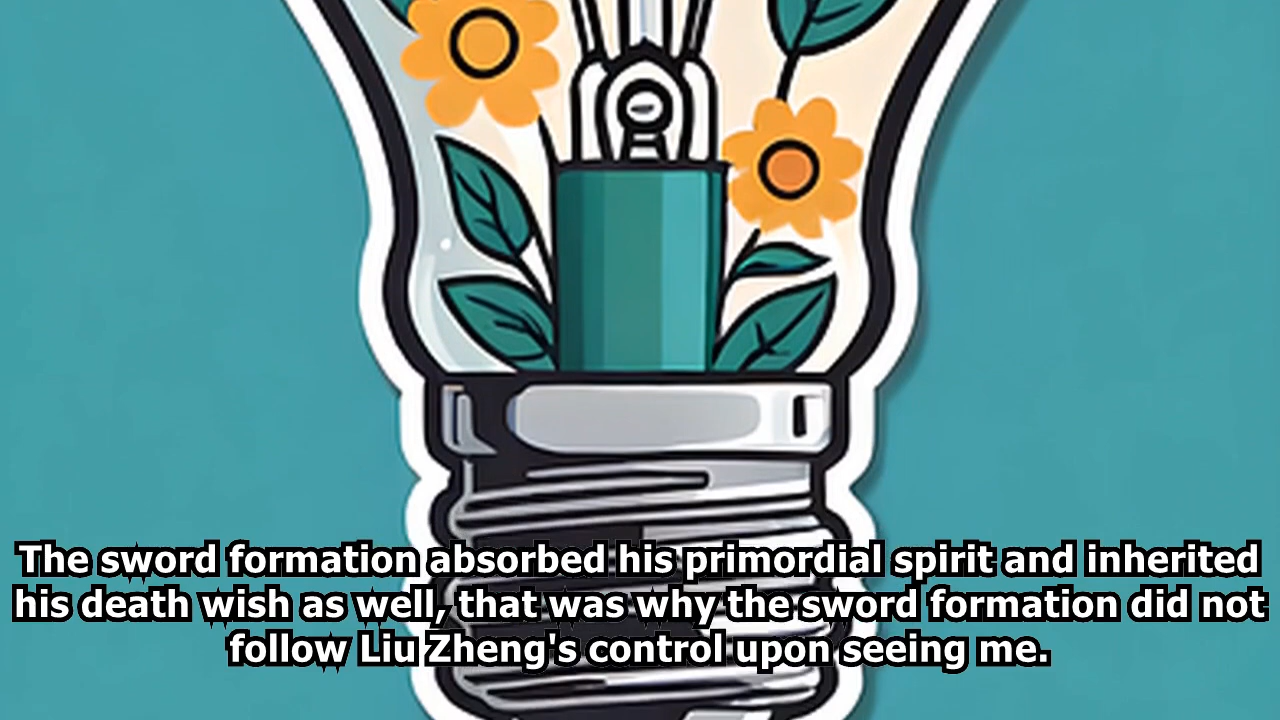 The sword formation absorbed his primordial spirit and inherited
his death wish as well, that was why the sword formation did not
follow Liu Zheng's control upon seeing me.